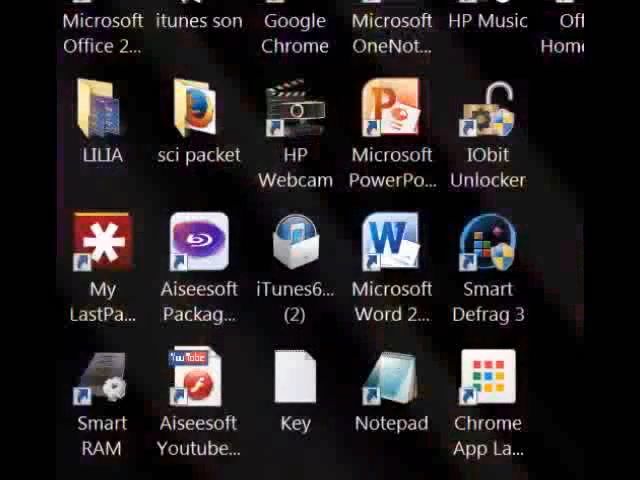 Microsoft
Office 2...
itunes son
Google
Chrome
Microsoft
OneNot...
HP Music
Off
Home
LILIA
sci packet
HP
Webcam
Microsoft
PowerPo...
IObit
Unlocker
My
LastPa...
Aiseesoft
Packag...
iTunes6...
(2)
Microsoft
Word 2...
Smart
Defrag 3
YouTube
Smart
RAM
Aiseesoft
Youtube...
Key
Notepad
Chrome
App La...